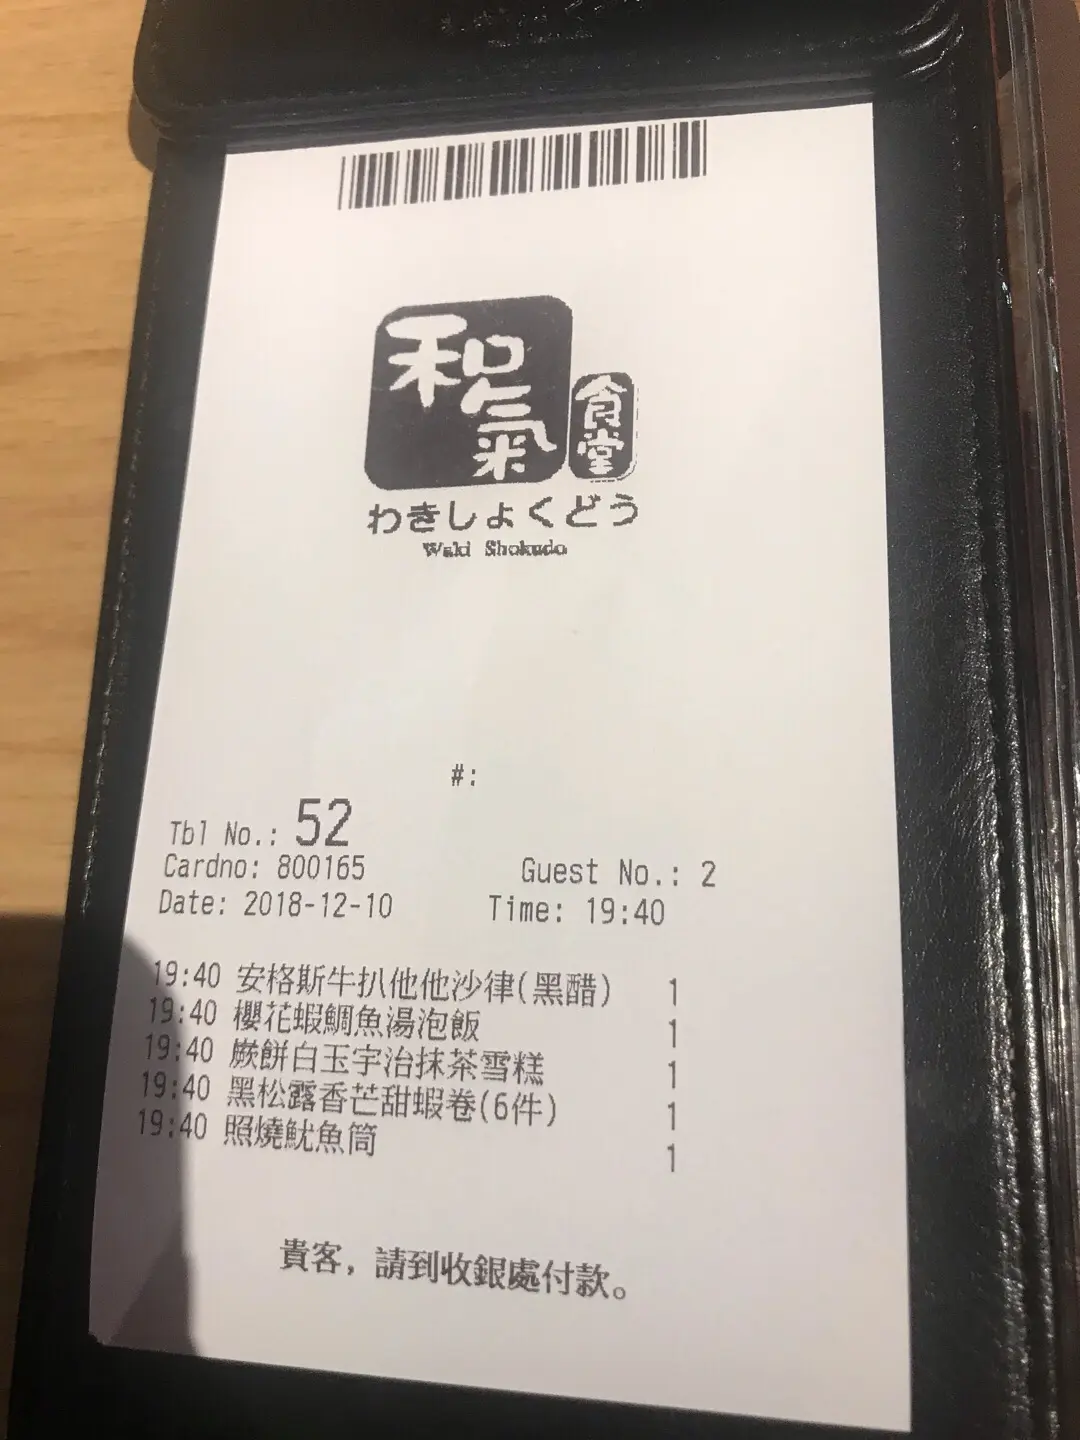 和氣
食堂
わきしょくどう
Waki Shokudo
#:
Tbl No.: 52
Cardno: 800165 Guest No.: 2
Date: 2018-12-10 Time: 19:40
19:40 安格斯牛扒他他沙律(黑醋) 1
19:40 櫻花蝦鯛魚湯泡飯 1
19:40 蕨餅白玉宇治抹茶雪糕 1
19:40 黑松露香芒甜蝦卷(6件) 1
19:40 照燒魷魚筒 1
貴客，請到收銀處付款。